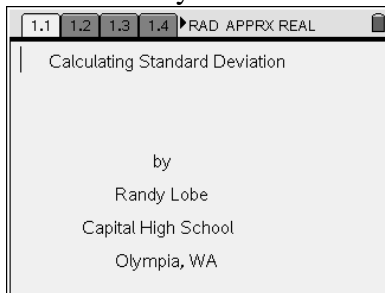 1.1 1.2 1.3 1.4 RAD APPRX REAL
Calculating Standard Deviation
by
Randy Lobe
Capital High School
Olympia, WA